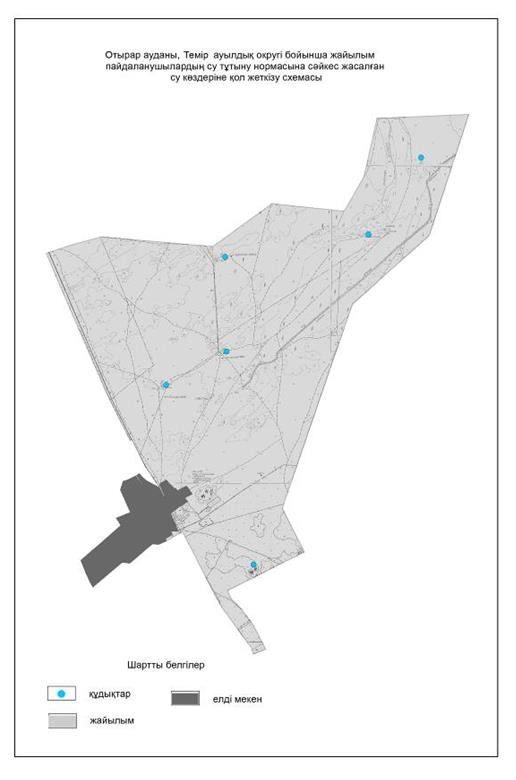 Отырар ауданы, Темір ауылдық округі бойынша жайылым
пайдаланушылардың су тұтыну нормасына сәйкес жасалған
су көздеріне қол жеткізу схемасы
Шартты белгілер
құдықтар
елді мекен
жайылым